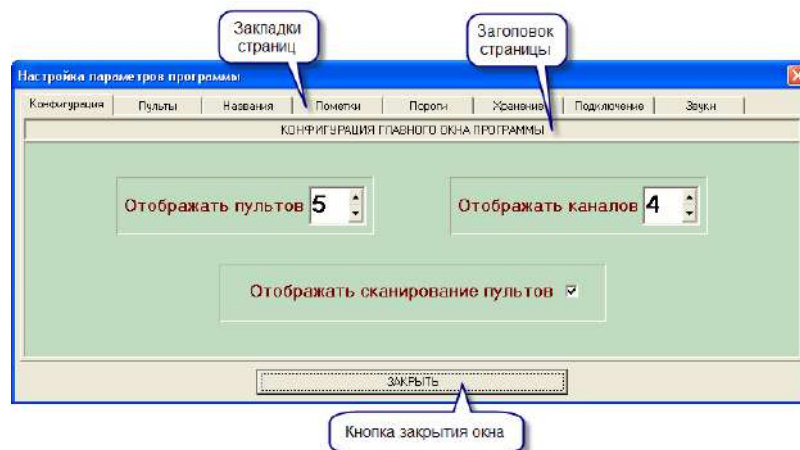 Закладки
страниц
Заголовок
страницы
Настройка параметров программы
Конфигурация Пульты Названия Пометки Пороги Хранение Подключение Звуки
КОНФИГУРАЦИЯ ГЛАВНОГО ОКНА ПРОГРАММЫ
Отображать пультов 5 Отображать каналов 4
Отображать сканирование пультов
ЗАКРЫТЬ
Кнопка закрытия окна